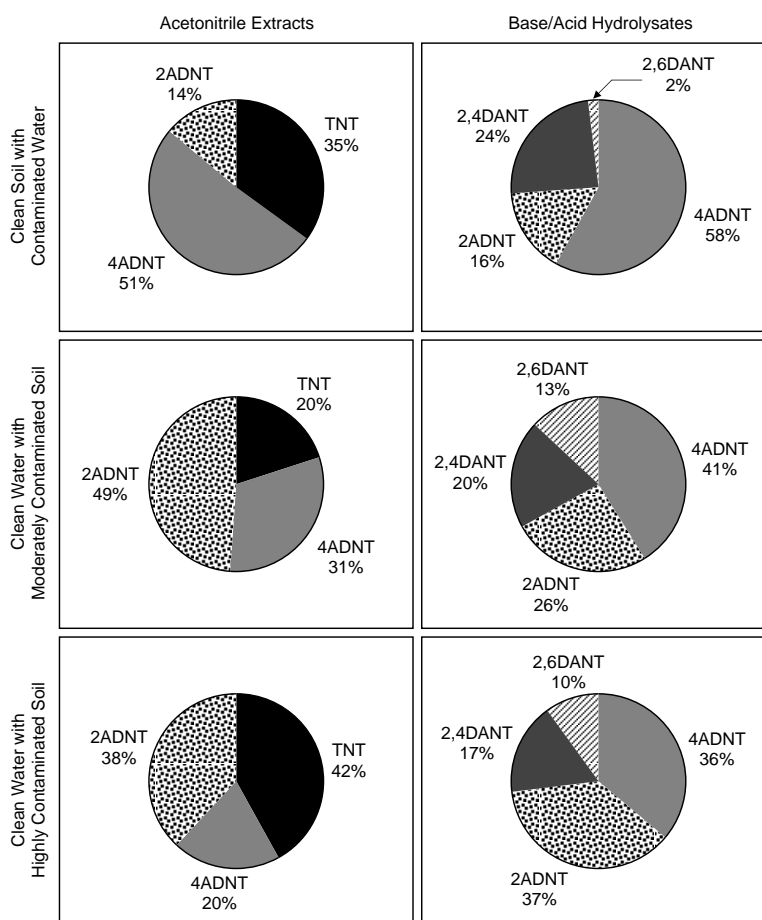 Acetonitrile Extracts
Base/Acid Hydrolysates
Clean Soil with
Contaminated Water
2ADNT
14%
TNT
35%
4ADNT
51%
2,6DANT
2%
2,4DANT
24%
2ADNT
16%
4ADNT
58%
Clean Water with
Moderately Contaminated Soil
TNT
20%
2ADNT
49%
4ADNT
31%
2,6DANT
13%
4ADNT
41%
2,4DANT
20%
2ADNT
26%
Clean Water with
Highly Contaminated Soil
2ADNT
38%
TNT
42%
4ADNT
20%
2,6DANT
10%
2,4DANT
17%
4ADNT
36%
2ADNT
37%